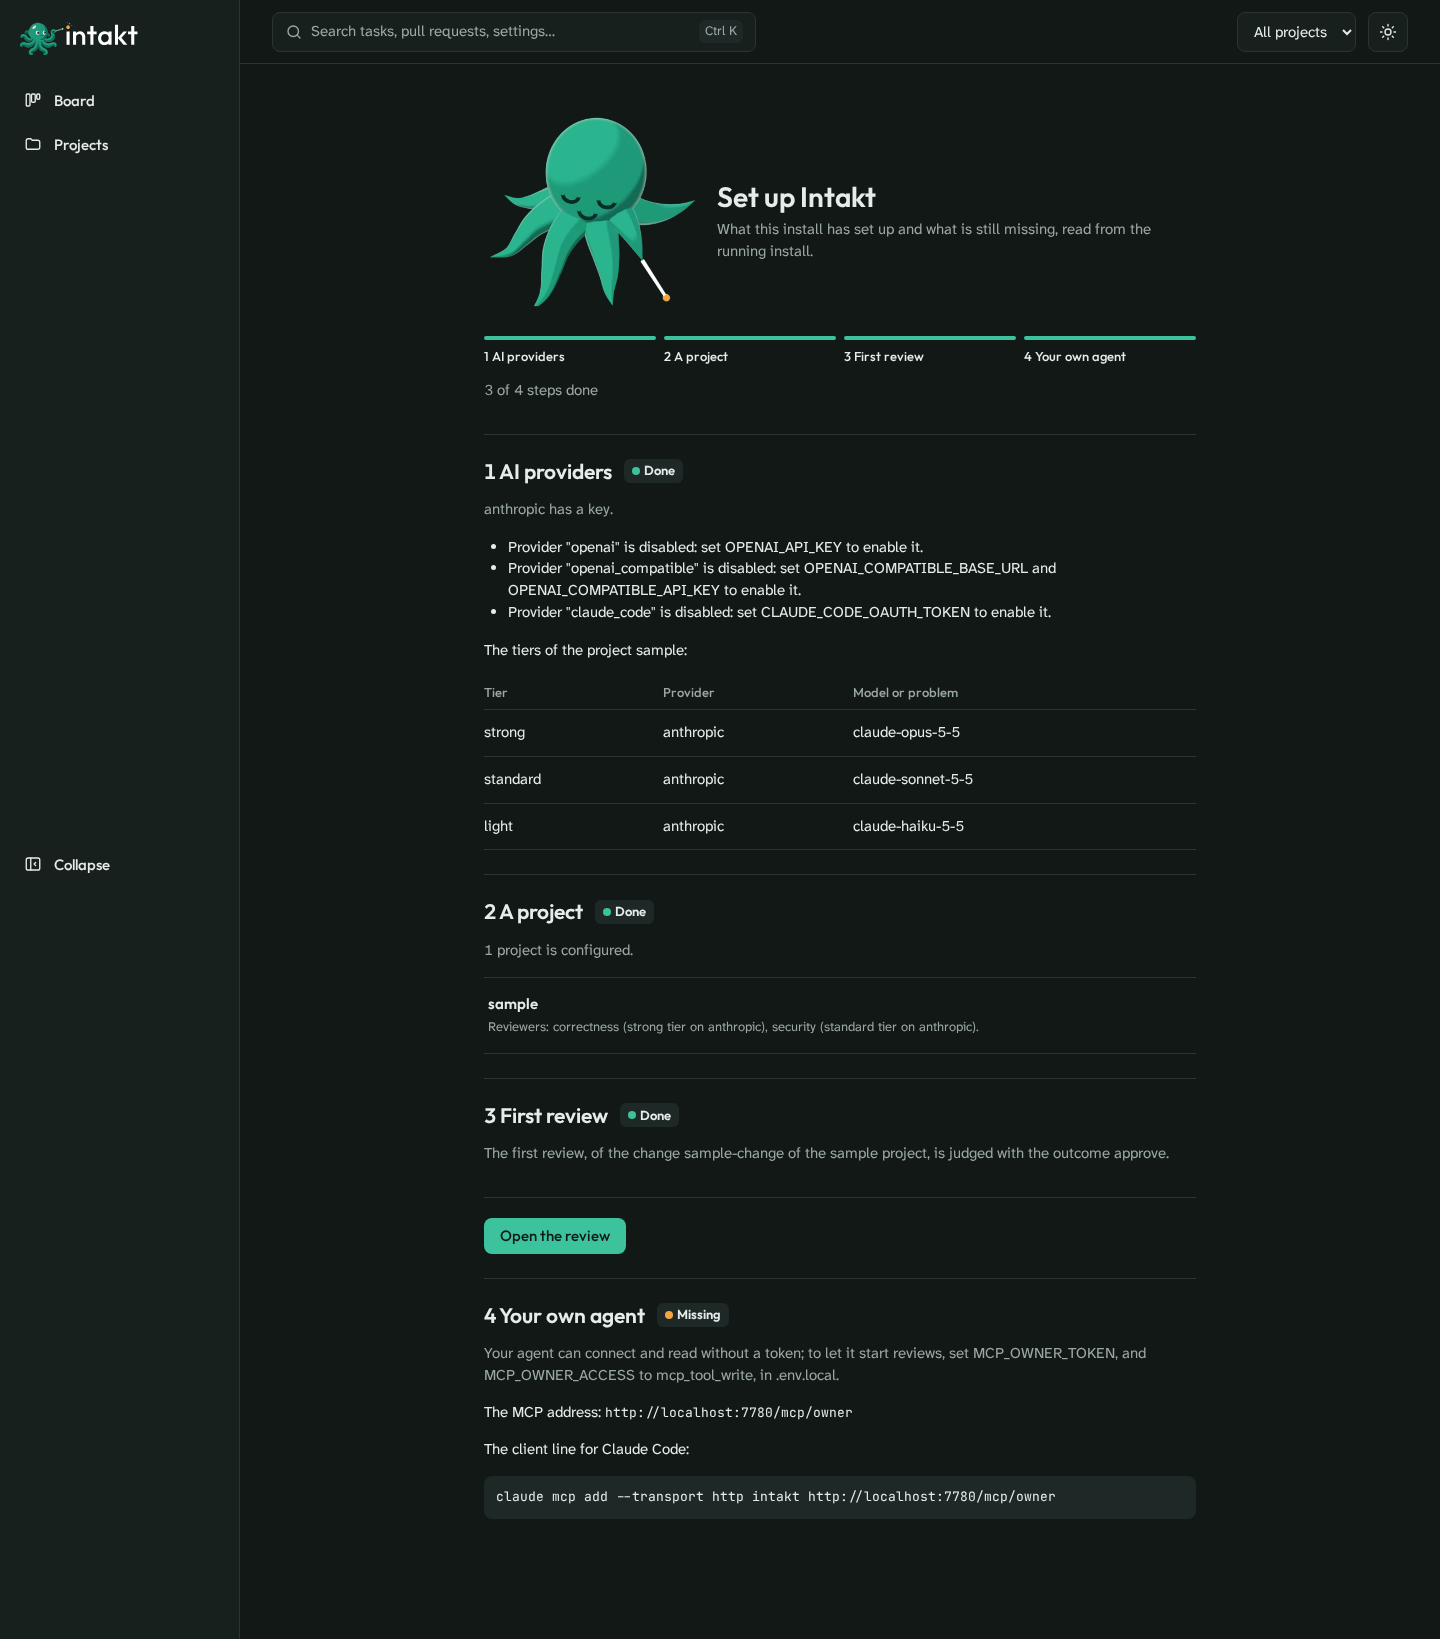 intakt
Search tasks, pull requests, settings...
Ctrl K
All projects
Board
Projects
Collapse
Set up Intakt
What this install has set up and what is still missing, read from the
running install.
1 AI providers
2 A project
3 First review
4 Your own agent
3 of 4 steps done
1 AI providers
Done
anthropic has a key.
Provider "openai" is disabled: set OPENAI_API_KEY to enable it.
Provider "openai_compatible" is disabled: set OPENAI_COMPATIBLE_BASE_URL and
OPENAI_COMPATIBLE_API_KEY to enable it.
Provider "claude_code" is disabled: set CLAUDE_CODE_OAUTH_TOKEN to enable it.
The tiers of the project sample:
Tier Provider Model or problem
strong anthropic claude-opus-5-5
standard anthropic claude-sonnet-5-5
light anthropic claude-haiku-5-5
2 A project
Done
1 project is configured.
sample
Reviewers: correctness (strong tier on anthropic), security (standard tier on anthropic).
3 First review
Done
The first review, of the change sample-change of the sample project, is judged with the outcome approve.
Open the review
4 Your own agent
Missing
Your agent can connect and read without a token; to let it start reviews, set MCP_OWNER_TOKEN, and
MCP_OWNER_ACCESS to mcp_tool_write, in .env.local.
The MCP address: http://localhost:7780/mcp/owner
The client line for Claude Code:
claude mcp add --transport http intakt http://localhost:7780/mcp/owner